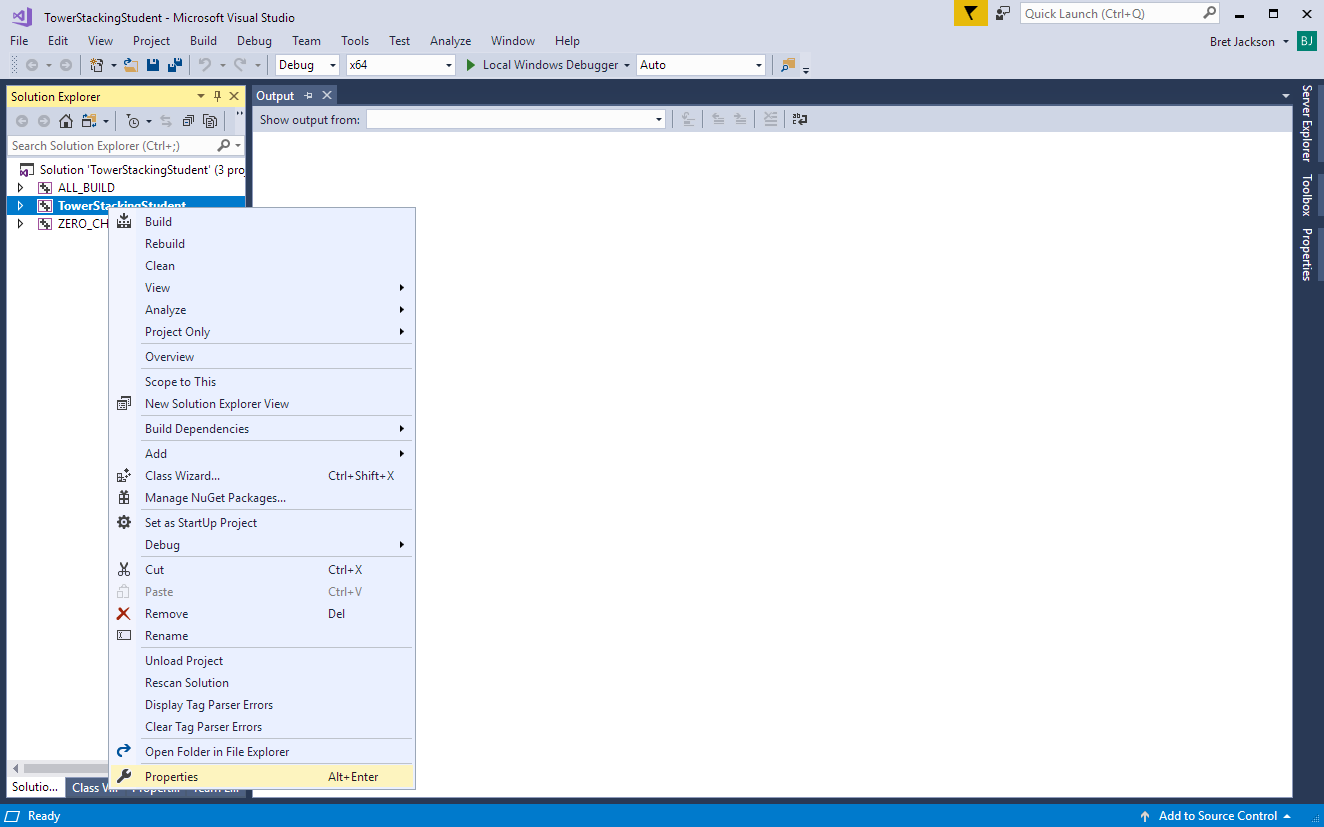 TowerStackingStudent - Microsoft Visual Studio
Quick Launch (Ctrl+Q)
File Edit View Project Build Debug Team Tools Test Analyze Window Help
Bret Jackson BJ
Debug x64 Local Windows Debugger Auto
Solution Explorer
Output
Show output from:
Search Solution Explorer (Ctrl+;)
Solution 'TowerStackingStudent' (3 proj
ALL_BUILD
TowerStackingStudent
ZERO_CH
Build
Rebuild
Clean
View
Analyze
Project Only
Overview
Scope to This
New Solution Explorer View
Build Dependencies
Add
Class Wizard... Ctrl+Shift+X
Manage NuGet Packages...
Set as StartUp Project
Debug
Cut Ctrl+X
Paste Ctrl+V
Remove Del
Rename
Unload Project
Rescan Solution
Display Tag Parser Errors
Clear Tag Parser Errors
Open Folder in File Explorer
Properties Alt+Enter
Server Explorer
Toolbox
Properties
Solutio... Class V...
Ready
Add to Source Control